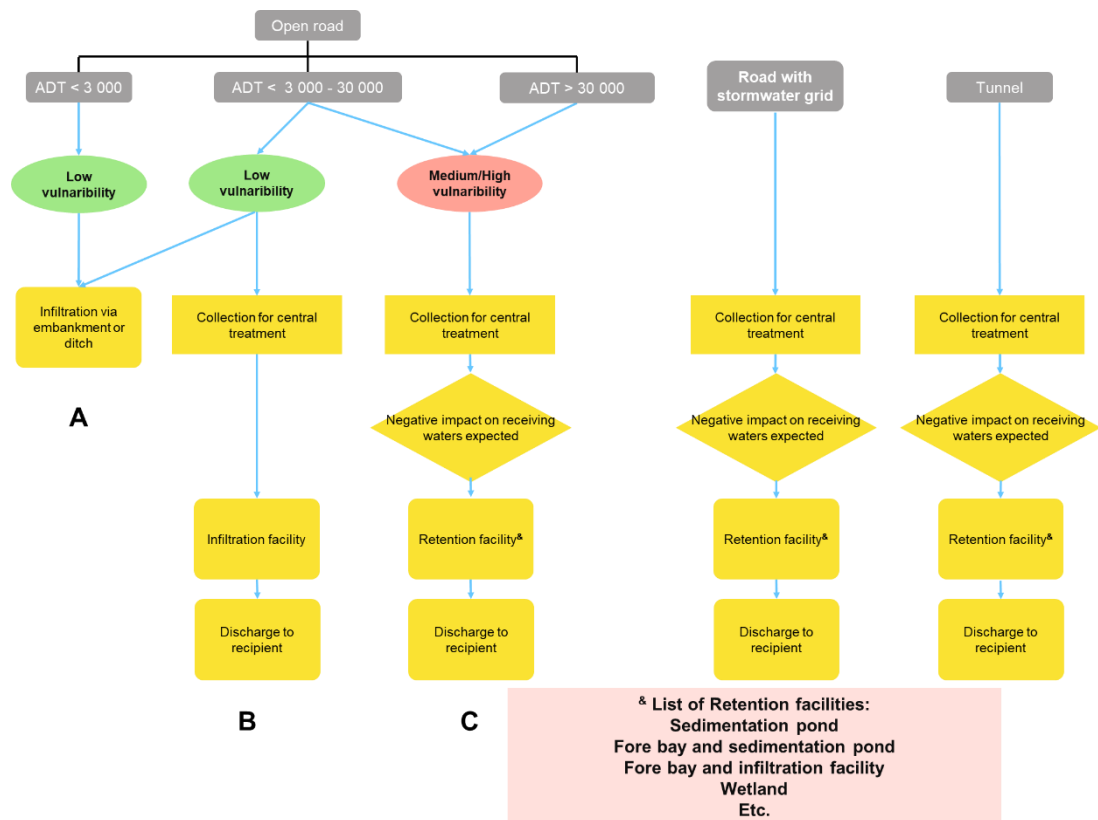 Open road
ADT < 3 000
ADT <  3 000 - 30 000
ADT > 30 000
Road with
stormwater grid
Tunnel
Low
vulnaribility
Low
vulnaribility
Medium/High
vulnaribility
Infiltration via
embankment or
ditch
Collection for central
treatment
Collection for central
treatment
Collection for central
treatment
Collection for central
treatment
A
Negative impact on receiving
waters expected
Negative impact on receiving
waters expected
Negative impact on receiving
waters expected
Infiltration facility
Retention facility&
Retention facility&
Retention facility&
Discharge to
recipient
Discharge to
recipient
Discharge to
recipient
Discharge to
recipient
B
C
& List of Retention facilities:
Sedimentation pond
Fore bay and sedimentation pond
Fore bay and infiltration facility
Wetland
Etc.